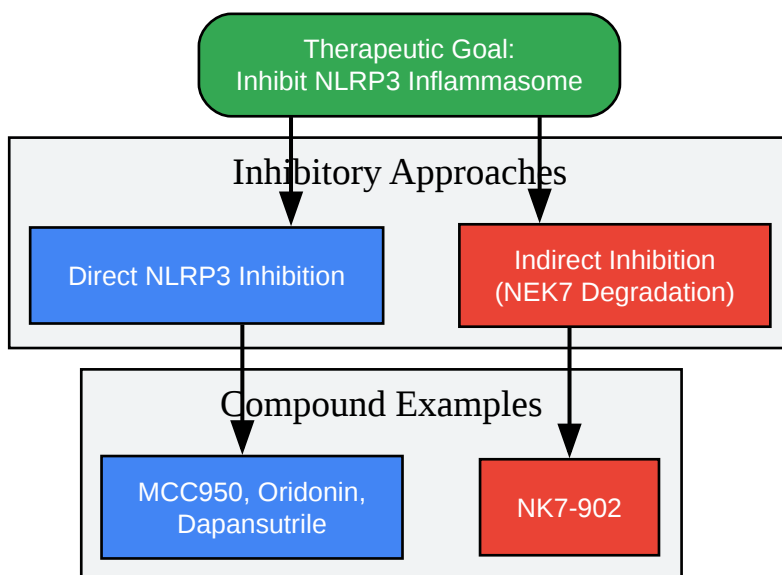 Therapeutic Goal:
Inhibit NLRP3 Inflammasome
Inhibitory Approaches
Direct NLRP3 Inhibition
Indirect Inhibition
(NEK7 Degradation)
Compound Examples
MCC950, Oridonin,
Dapansutrile
NK7-902